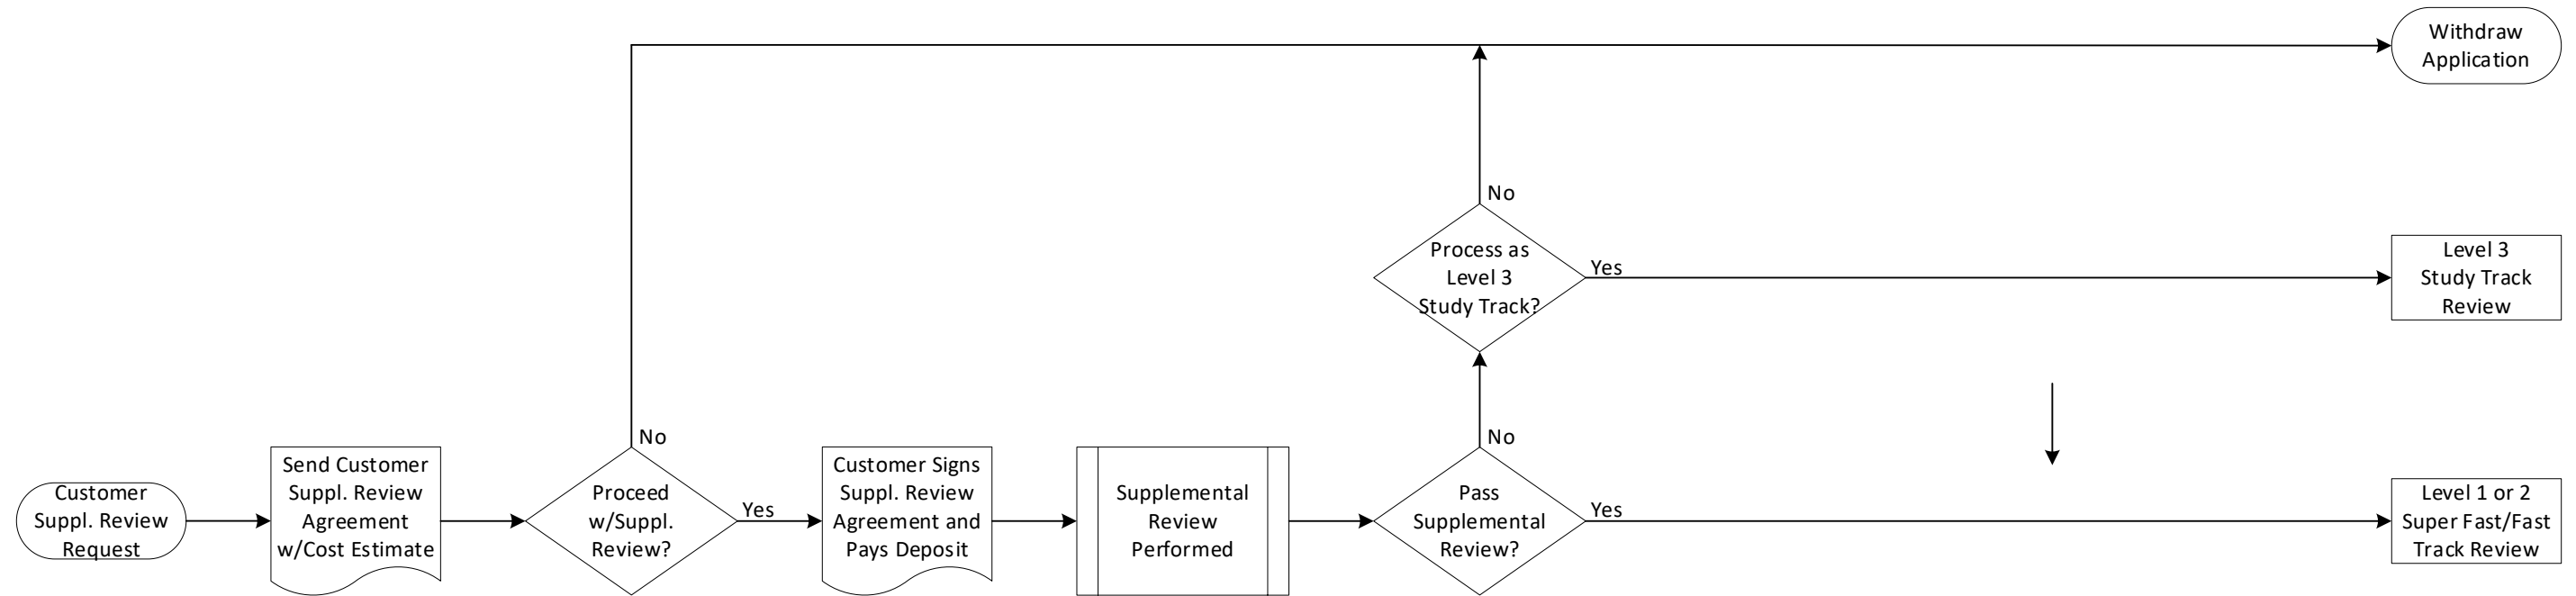 Withdraw
Application
No
Process as
Level 3
Study Track?
Yes
Level 3
Study Track
Review
Customer
Suppl. Review
Request
Send Customer
Suppl. Review
Agreement
w/Cost Estimate
No
Proceed
w/Suppl.
Review?
Yes
Customer Signs
Suppl. Review
Agreement and
Pays Deposit
Supplemental
Review
Performed
No
Pass
Supplemental
Review?
Yes
Level 1 or 2
Super Fast/Fast
Track Review